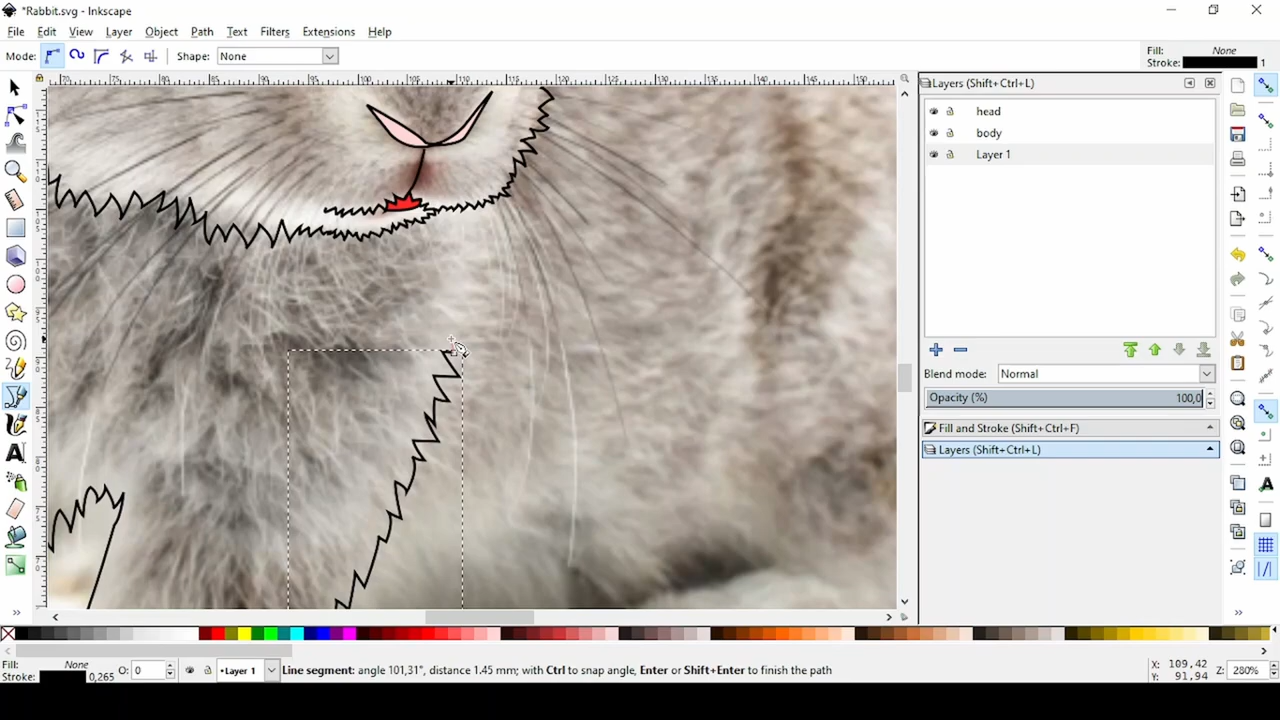 *Rabbit.svg - Inkscape
File Edit View Layer Object Path Text Filters Extensions Help
Mode: Shape: None
Fill: None
Stroke: 1
Layers (Shift+Ctrl+L)
head
body
Layer 1
Blend mode: Normal
Opacity (%) 100,0
Fill and Stroke (Shift+Ctrl+F)
Layers (Shift+Ctrl+L)
Fill: None
Stroke: 0,265
O: 0
•Layer 1
Line segment: angle 101,31°, distance 1.45 mm; with Ctrl to snap angle, Enter or Shift+Enter to finish the path
X: 109,42
Y: 91,94
Z: 280%